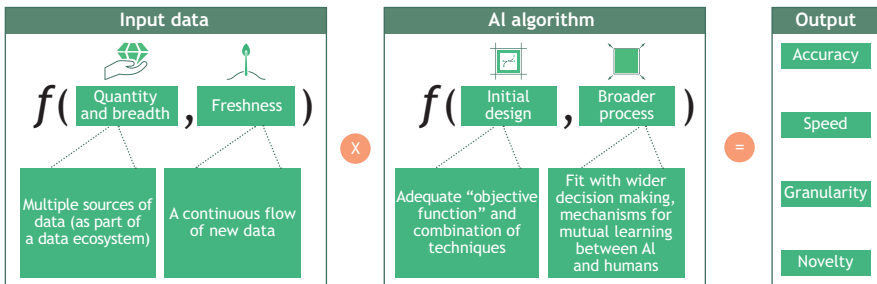 Input data
f(
Quantity
and breadth
,
Freshness
)
Multiple sources of
data (as part of
a data ecosystem)
A continuous flow
of new data
X
AI algorithm
f(
Initial
design
,
Broader
process
)
Adequate “objective
function” and
combination of
techniques
Fit with wider
decision making,
mechanisms for
mutual learning
between AI
and humans
=
Output
Accuracy
Speed
Granularity
Novelty